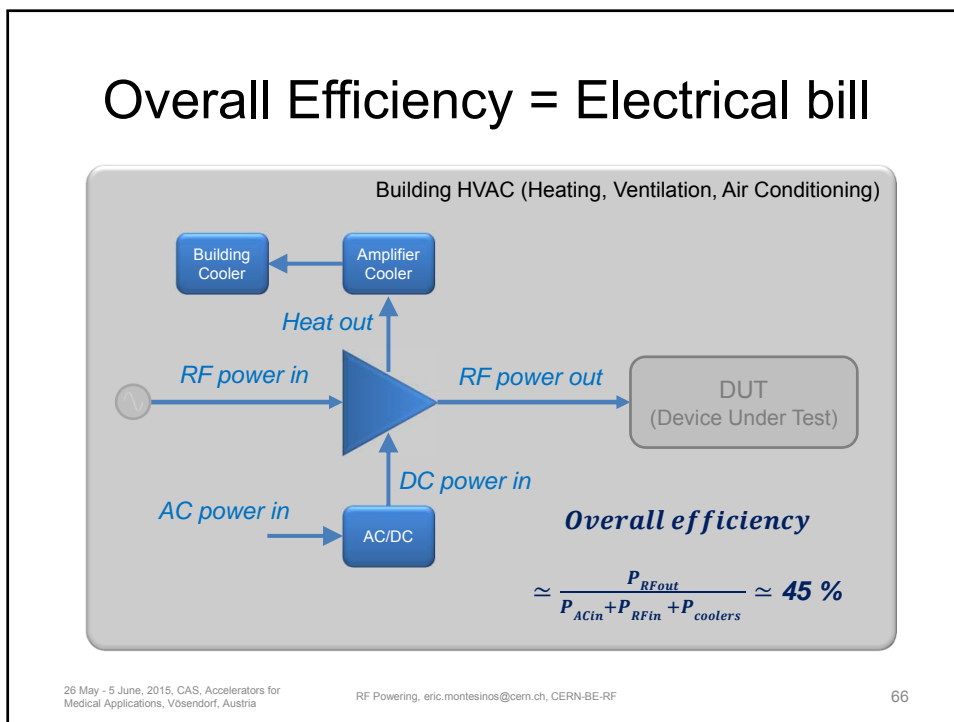 Overall Efficiency = Electrical bill
Building HVAC (Heating, Ventilation, Air Conditioning)
Building
Cooler
Amplifier
Cooler
Heat out
RF power in
RF power out
DUT
(Device Under Test)
DC power in
AC power in
AC/DC
Overall efficiency
≃ P_RFout / (P_ACin + P_RFin + P_coolers) ≃ 45 %
26 May - 5 June, 2015, CAS, Accelerators for
Medical Applications, Vösendorf, Austria
RF Powering, eric.montesinos@cern.ch, CERN-BE-RF
66